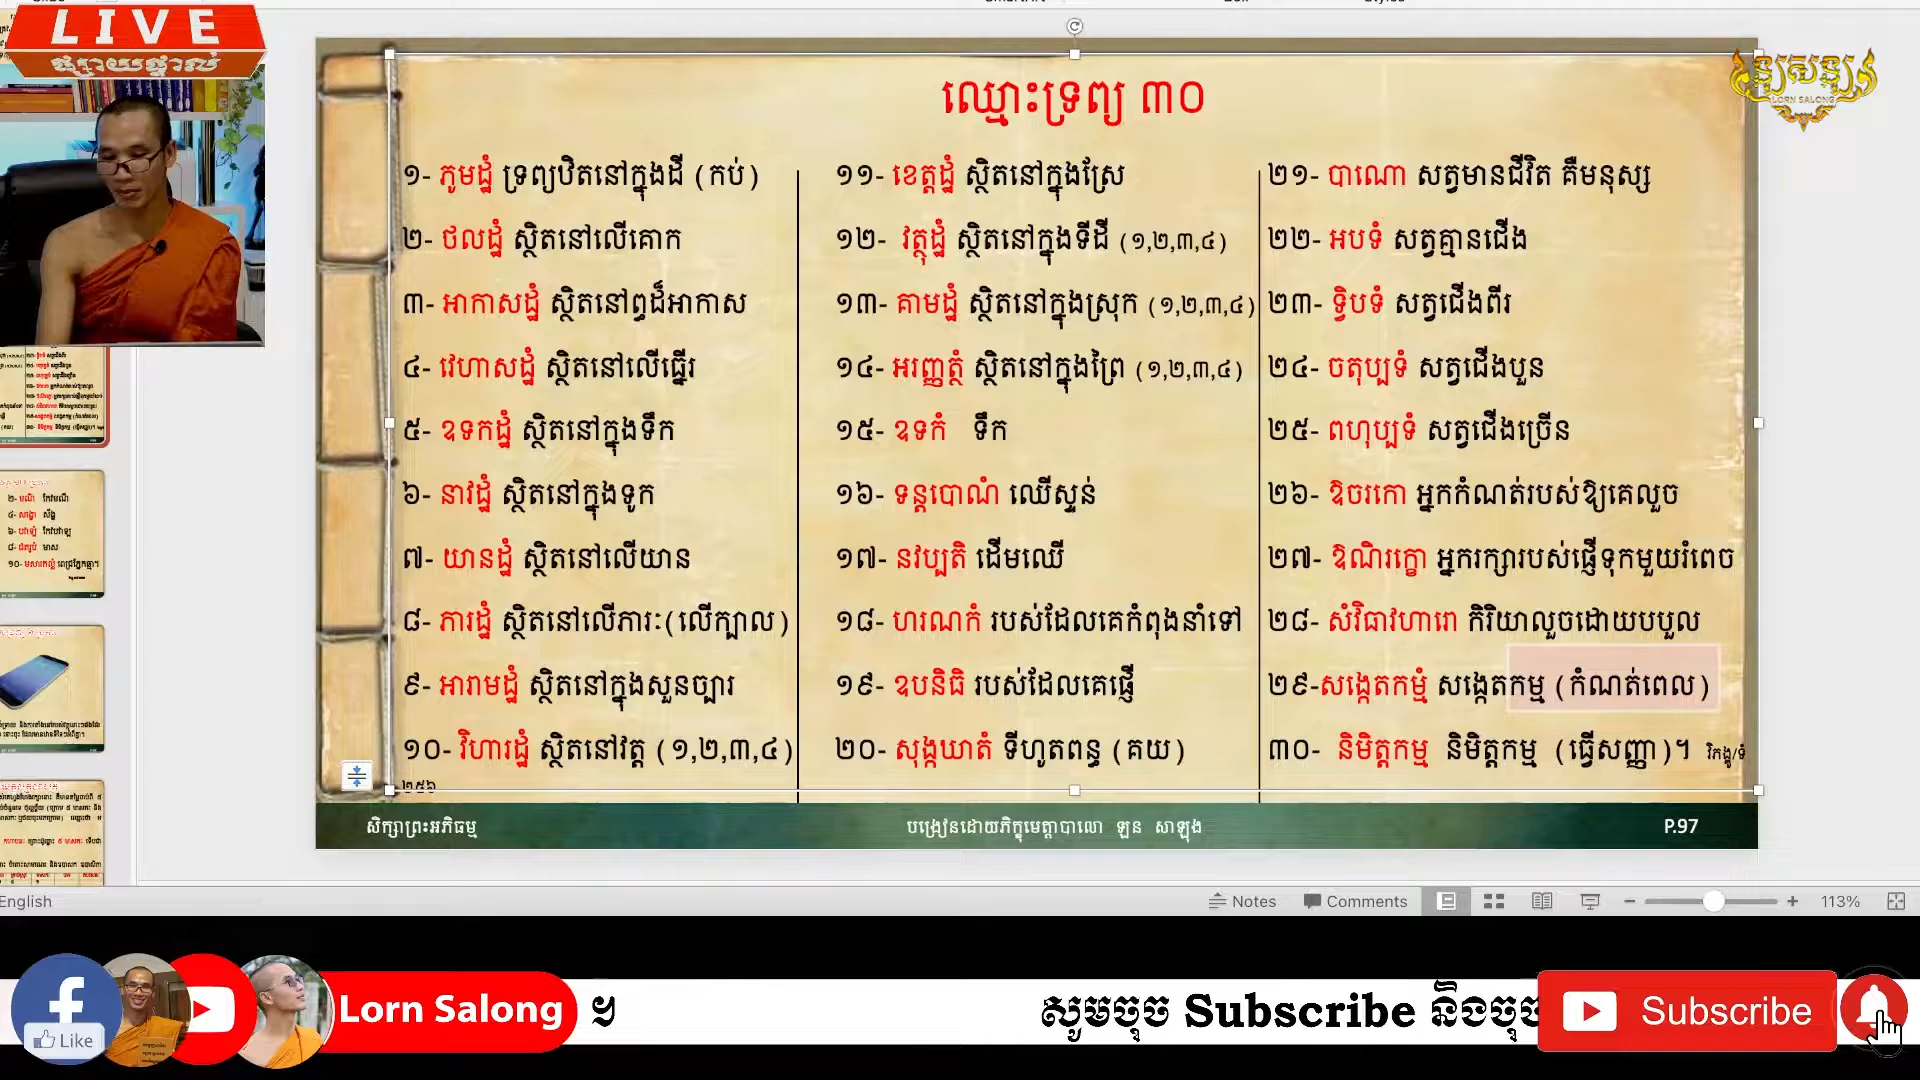 LIVE
ផ្សាយផ្ទាល់
LORN SALONG
ឈ្មោះទ្រព្យ ៣០
១- ភូមដ្ឋំ ទ្រព្យឋិតនៅក្នុងដី (កប់)
២- ថលដ្ឋំ ស្ថិតនៅលើគោក
៣- អាកាសដ្ឋំ ស្ថិតនៅឰដ៏អាកាស
៤- វេហាសដ្ឋំ ស្ថិតនៅលើធ្នើរ
៥- ឧទកដ្ឋំ ស្ថិតនៅក្នុងទឹក
៦- នាវដ្ឋំ ស្ថិតនៅក្នុងទូក
៧- យានដ្ឋំ ស្ថិតនៅលើយាន
៨- ភារដ្ឋំ ស្ថិតនៅលើភារៈ(លើក្បាល)
៩- អារាមដ្ឋំ ស្ថិតនៅក្នុងសួនច្បារ
១០- វិហារដ្ឋំ ស្ថិតនៅវត្ត (១,២,៣,៤)
២៥៦
១១- ខេត្តដ្ឋំ ស្ថិតនៅក្នុងស្រែ
១២- វត្ថុដ្ឋំ ស្ថិតនៅក្នុងទីដី (១,២,៣,៤)
១៣- គាមដ្ឋំ ស្ថិតនៅក្នុងស្រុក (១,២,៣,៤)
១៤- អរញ្ញត្ថំ ស្ថិតនៅក្នុងព្រៃ (១,២,៣,៤)
១៥- ឧទកំ ទឹក
១៦- ទន្តបោណំ ឈើស្ទន់
១៧- នវប្បតិ ដើមឈើ
១៨- ហរណកំ របស់ដែលគេកំពុងនាំទៅ
១៩- ឧបនិធិ របស់ដែលគេផ្ញើ
២០- សុង្កឃាតំ ទីហូតពន្ធ (គយ)
២១- បាណោ សត្វមានជីវិត គឺមនុស្ស
២២- អបទំ សត្វគ្មានជើង
២៣- ទ្វិបទំ សត្វជើងពីរ
២៤- ចតុប្បទំ សត្វជើងបួន
២៥- ពហុប្បទំ សត្វជើងច្រើន
២៦- ឱចរកោ អ្នកកំណត់របស់ឱ្យគេលួច
២៧- ឱណិរក្ខោ អ្នករក្សារបស់ផ្ញើទុកមួយរំពេច
២៨- សំវិធាវហារោ កិរិយាលួចដោយបបួល
២៩-សង្កេតកម្មំ សង្កេតកម្ម (កំណត់ពេល)
៣០- និមិត្តកម្ម និមិត្តកម្ម (ធ្វើសញ្ញា)។
សិក្សាព្រះអភិធម្ម
បង្រៀនដោយភិក្ខុមេត្តាបាលោ ឡន សាឡុង
P.97
English
Notes
Comments
113%
Like
Lorn Salong
ៗ
សូមចុច Subscribe និងចុច
Subscribe